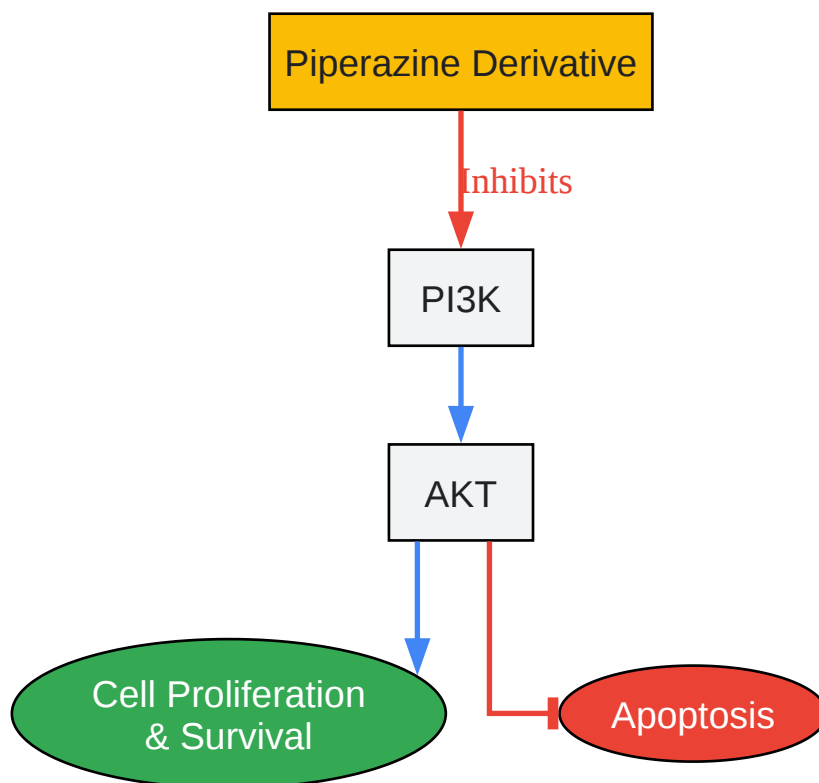 Piperazine Derivative
Inhibits
PI3K
AKT
Cell Proliferation
& Survival
Apoptosis